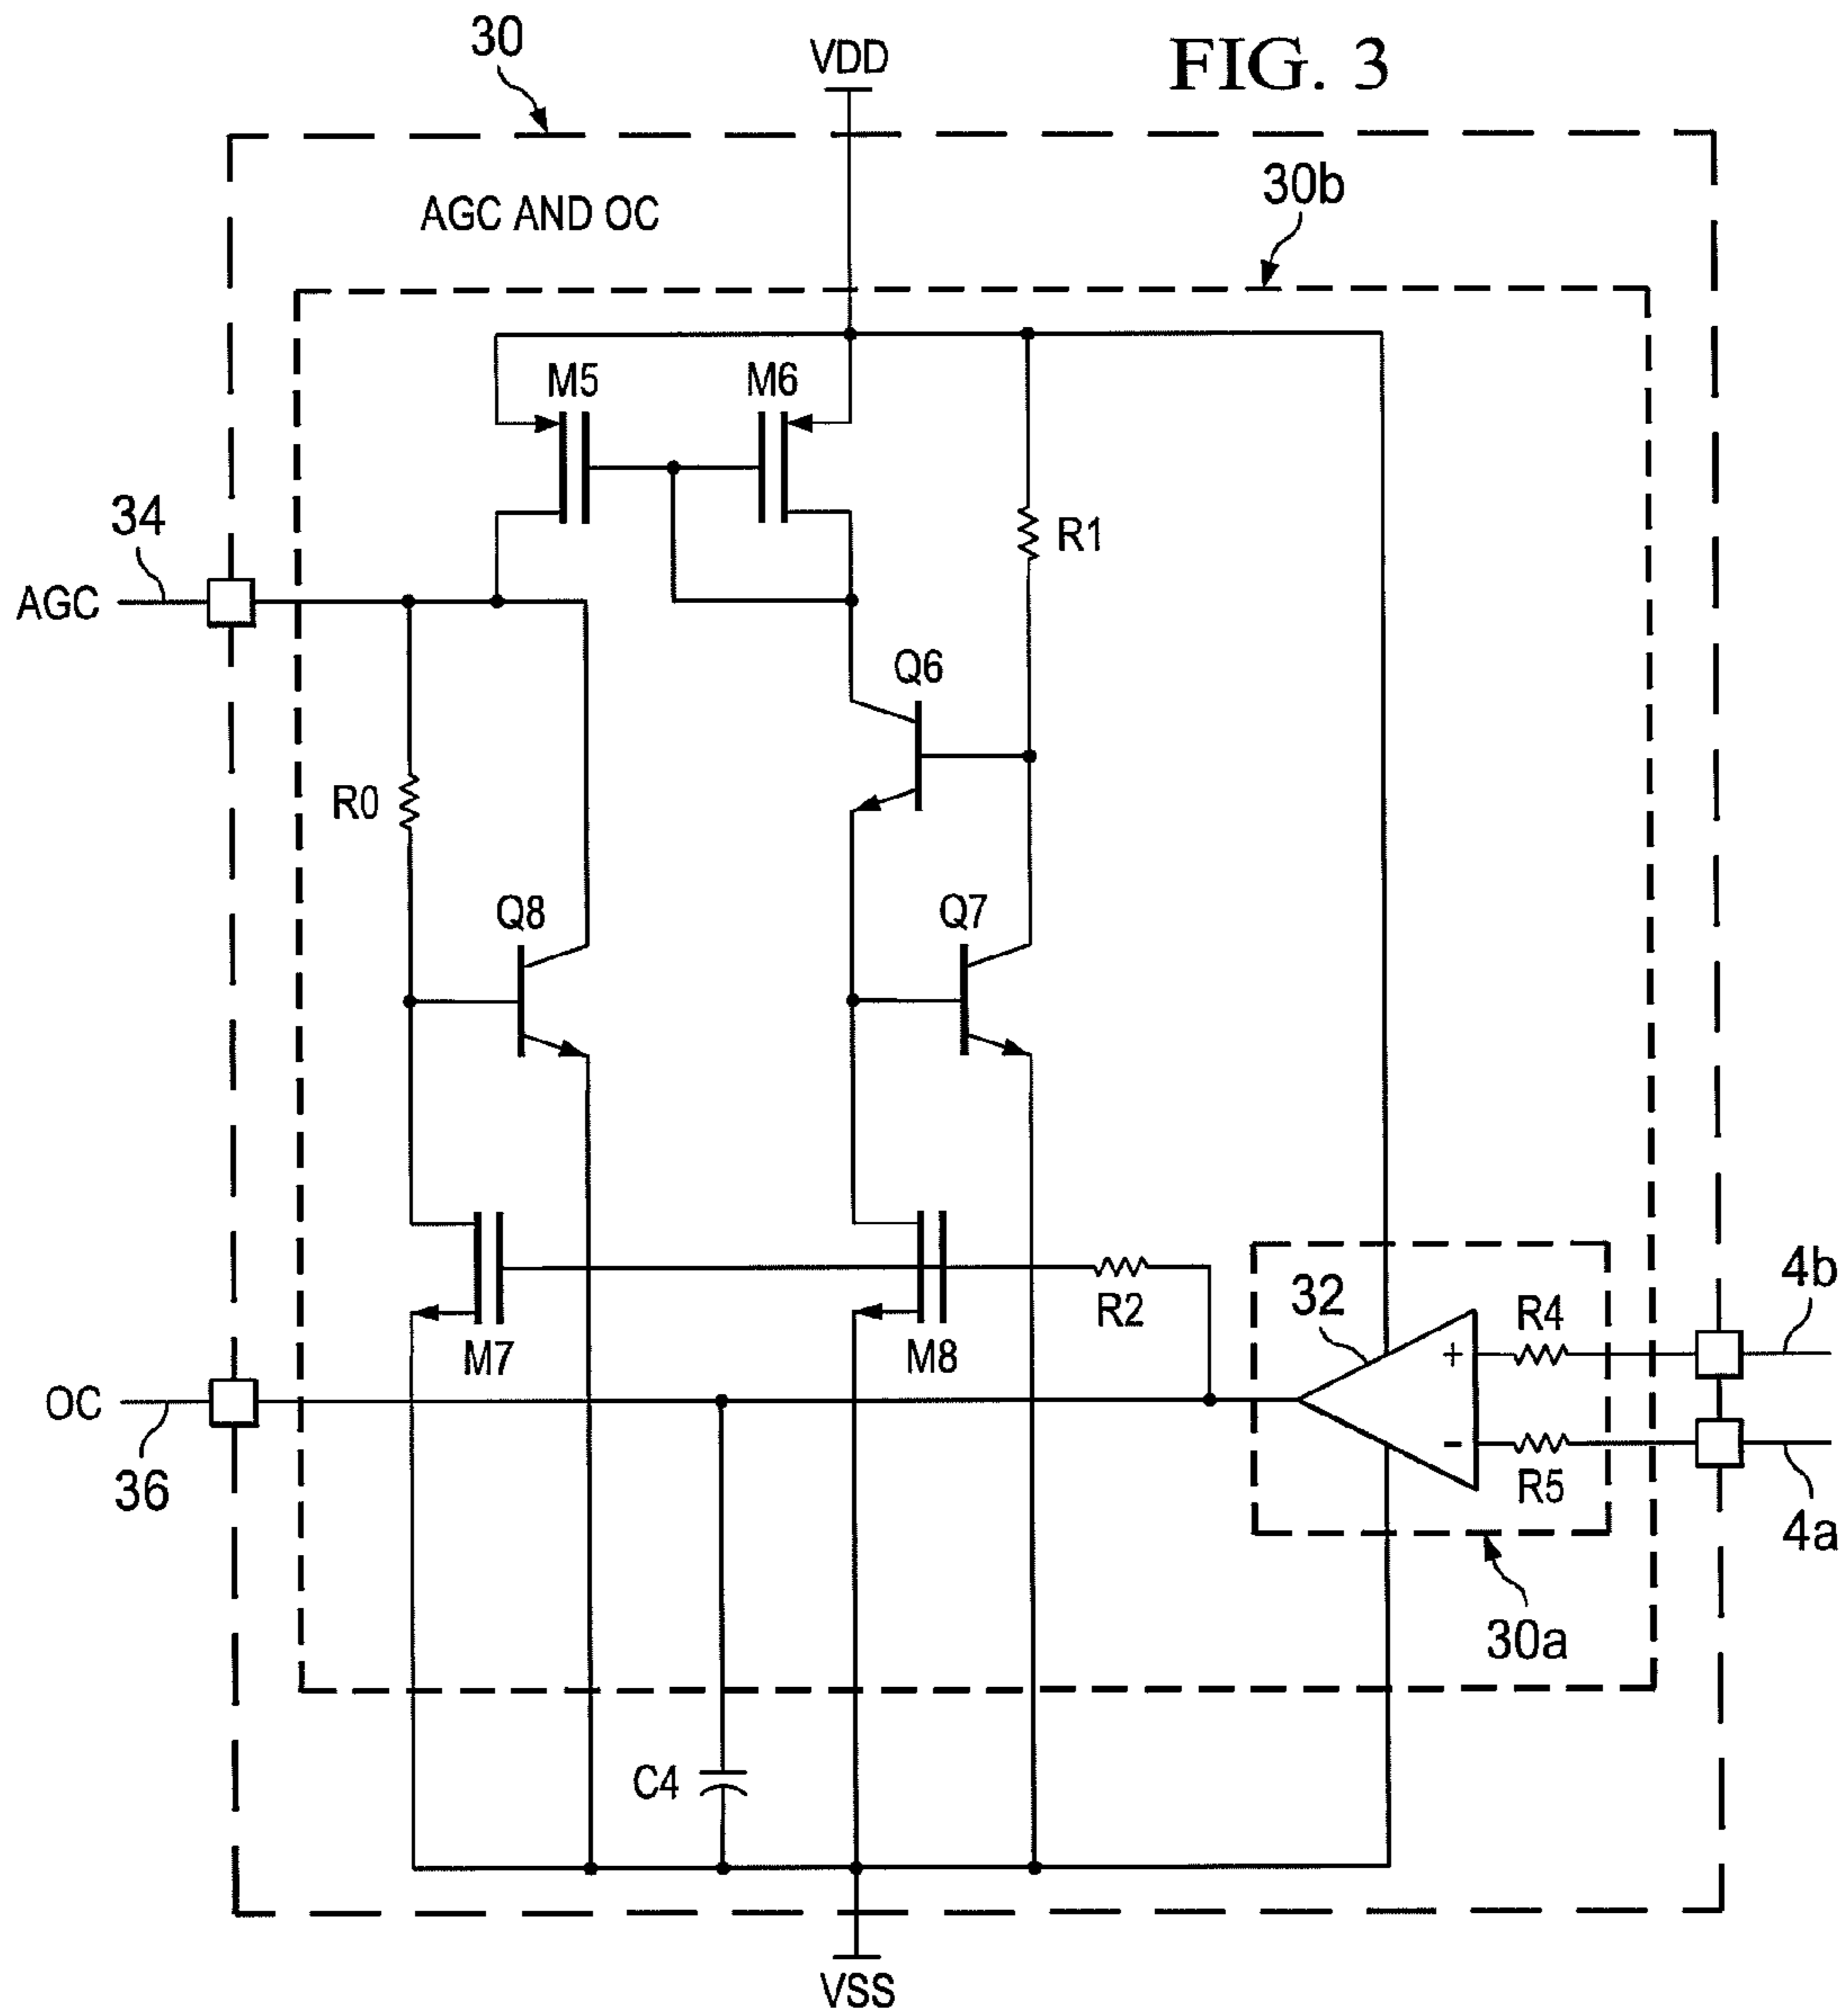 FIG. 3
30
VDD
AGC AND OC
30b
M5
M6
34
R1
AGC
Q6
R0
Q8
Q7
32
R4
4b
R2
M7
M8
OC
36
+
-
R5
4a
30a
C4
VSS